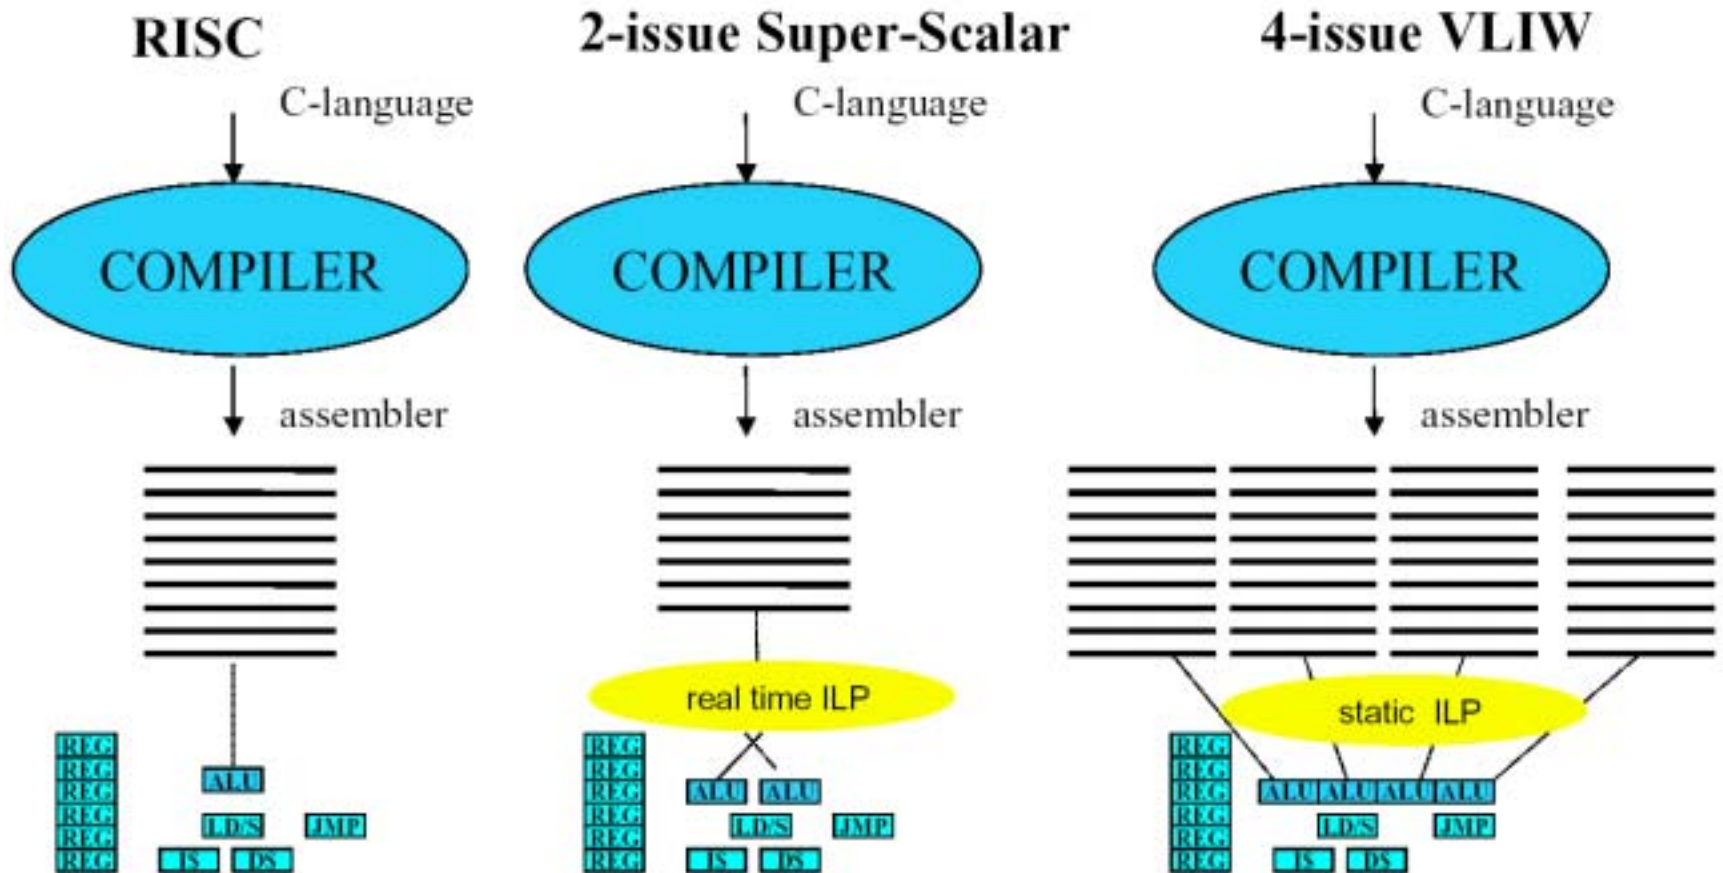 RISC
C-language
COMPILER
assembler
REG
REG
REG
REG
REG
REG
ALU
LD/S
JMP
IS
DS
2-issue Super-Scalar
C-language
COMPILER
assembler
real time ILP
REG
REG
REG
REG
REG
REG
ALU
ALU
LD/S
JMP
IS
DS
4-issue VLIW
C-language
COMPILER
assembler
static ILP
REG
REG
REG
REG
REG
REG
ALU
ALU
ALU
ALU
LD/S
JMP
IS
DS